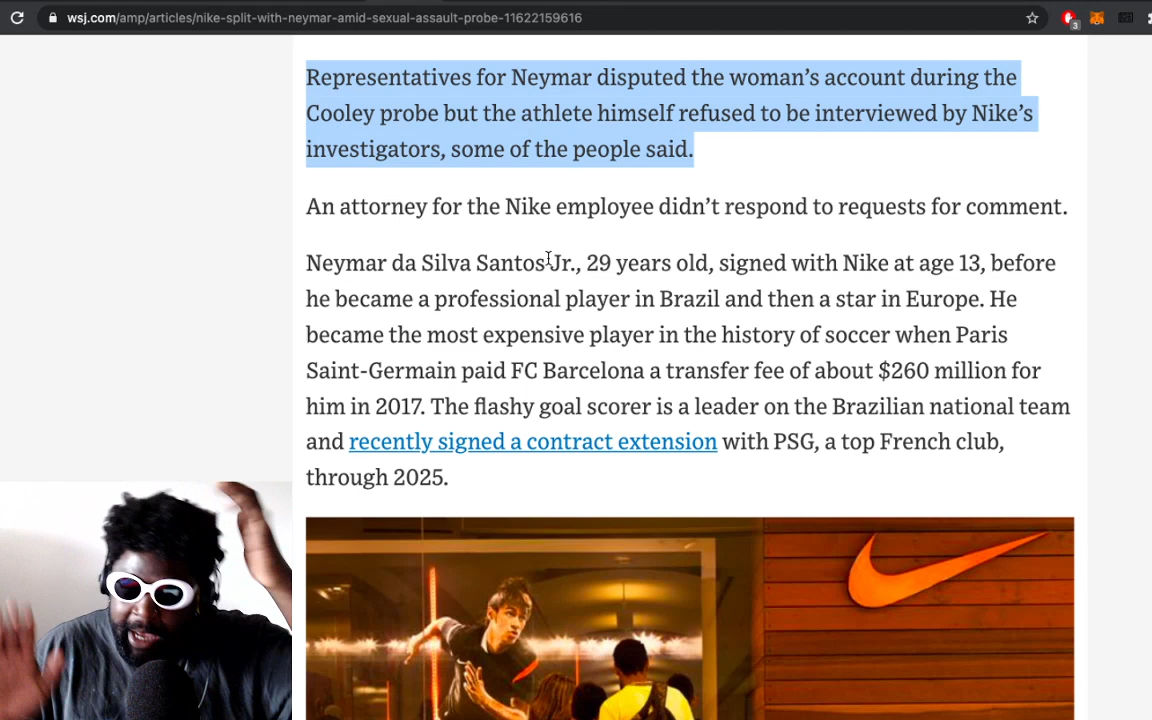 wsj.com/amp/articles/nike-split-with-neymar-amid-sexual-assault-probe-11622159616
3
Representatives for Neymar disputed the woman’s account during the
Cooley probe but the athlete himself refused to be interviewed by Nike’s
investigators, some of the people said.
An attorney for the Nike employee didn’t respond to requests for comment.
Neymar da Silva Santos Jr., 29 years old, signed with Nike at age 13, before
he became a professional player in Brazil and then a star in Europe. He
became the most expensive player in the history of soccer when Paris
Saint-Germain paid FC Barcelona a transfer fee of about $260 million for
him in 2017. The flashy goal scorer is a leader on the Brazilian national team
and recently signed a contract extension with PSG, a top French club,
through 2025.